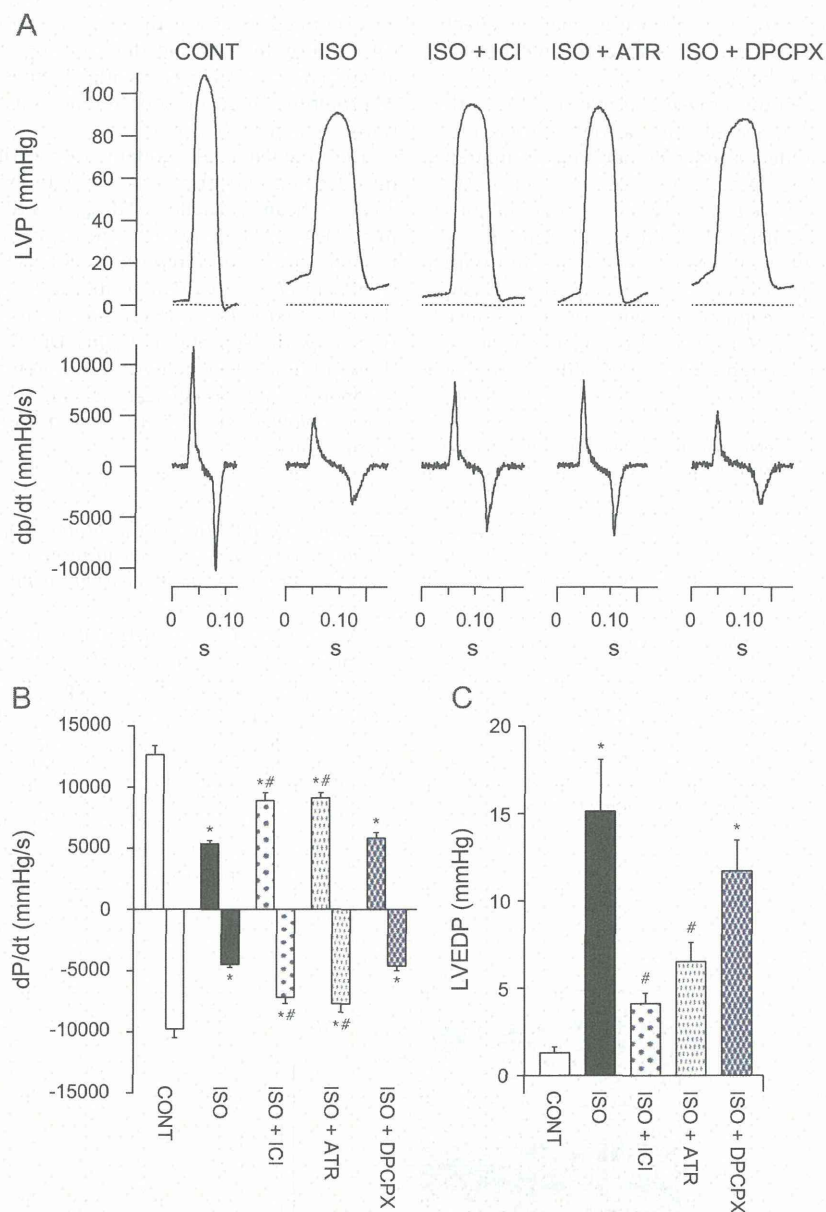 A
CONT ISO ISO + ICI ISO + ATR ISO + DPCPX
LVP (mmHg)
100
80
60
40
20
0
dp/dt (mmHg/s)
10000
5000
0
-5000
-10000
0 0.10 0 0.10 0 0.10 0 0.10 0 0.10
s s s s s
B
dP/dt (mmHg/s)
15000
10000
5000
0
-5000
-10000
-15000
* *# *# *
* *# *# *
CONT
ISO
ISO + ICI
ISO + ATR
ISO + DPCPX
C
LVEDP (mmHg)
20
15
10
5
0
* # # *
CONT
ISO
ISO + ICI
ISO + ATR
ISO + DPCPX